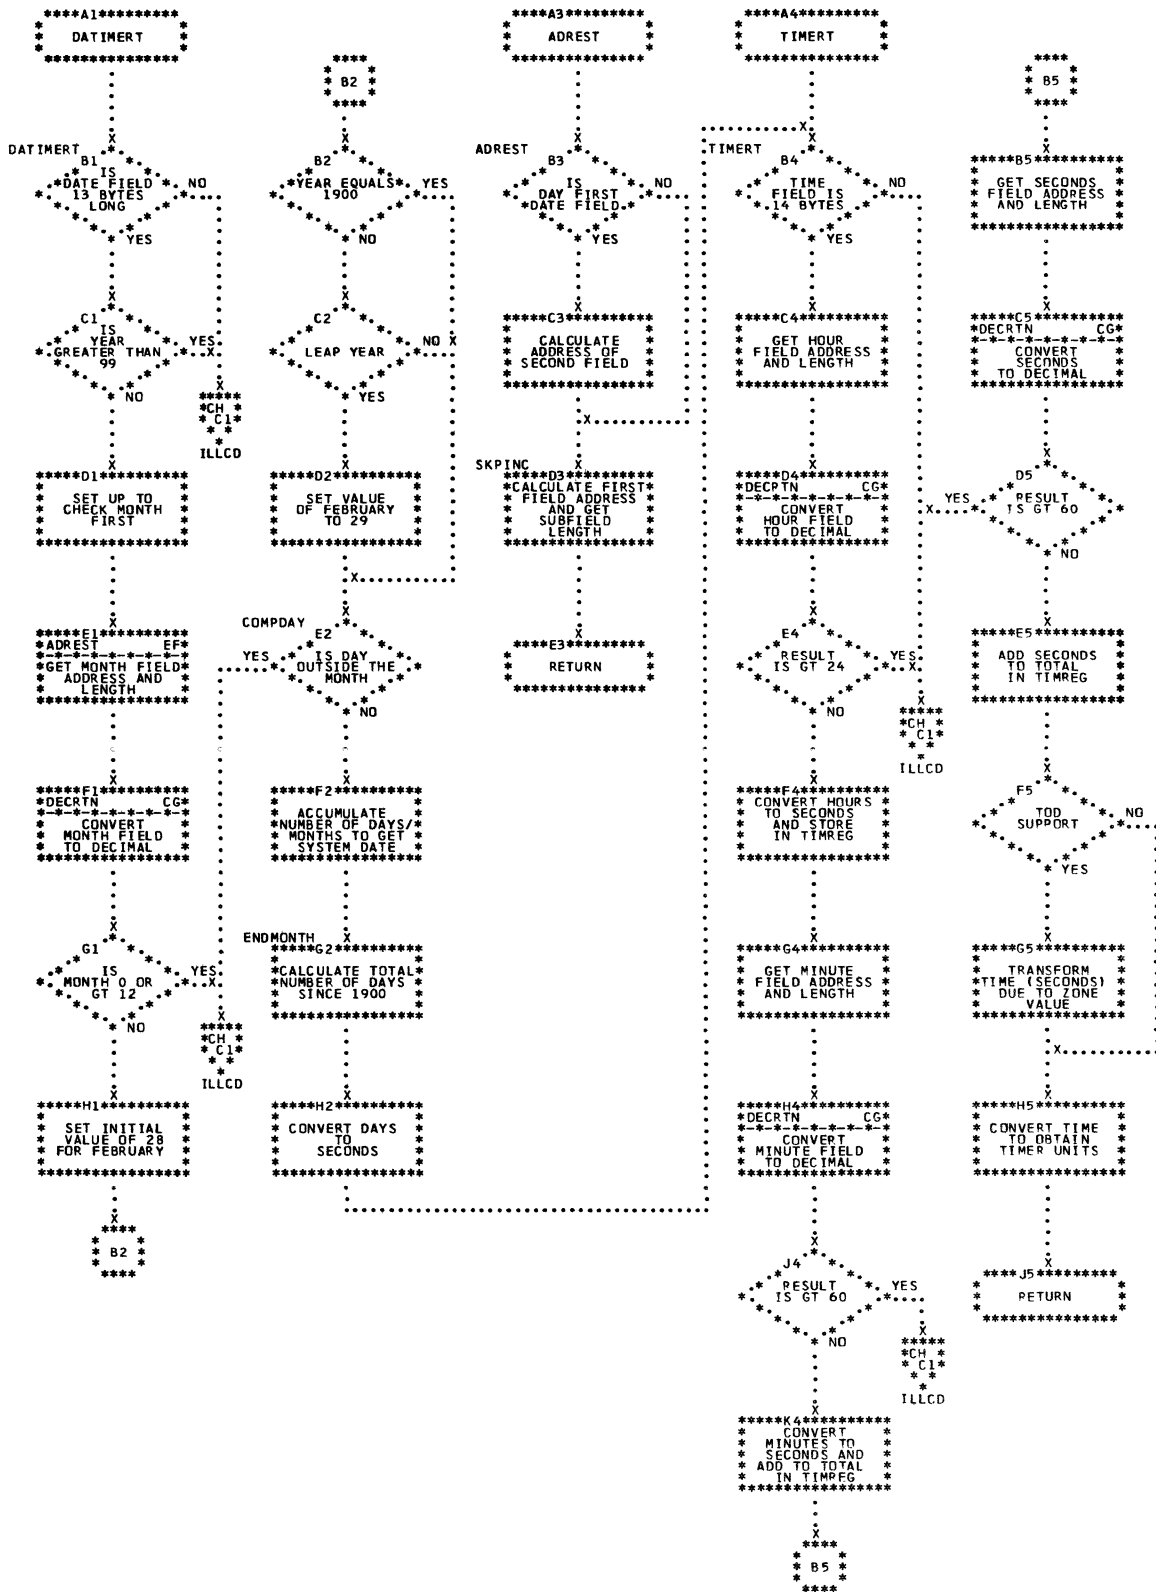 A1
DATIMERT
B2
DATIMERT
B1
IS
DATE FIELD
13 BYTES
LONG
NO
YES
C1
IS
YEAR
GREATER THAN
99
YES
NO
CH
C1
ILLCD
D1
SET UP TO
CHECK MONTH
FIRST
E1
ADREST EF
GET MONTH FIELD
ADDRESS AND
LENGTH
F1
DECRTN CG
CONVERT
MONTH FIELD
TO DECIMAL
G1
IS
MONTH 0 OR
GT 12
YES
NO
CH
C1
ILLCD
H1
SET INITIAL
VALUE OF 28
FOR FEBRUARY
B2
B2
YEAR EQUALS
1900
YES
NO
C2
LEAP YEAR
NO
YES
D2
SET VALUE
OF FEBRUARY
TO 29
COMPDAY
E2
IS DAY
OUTSIDE THE
MONTH
YES
NO
F2
ACCUMULATE
NUMBER OF DAYS/
MONTHS TO GET
SYSTEM DATE
ENDMONTH
G2
CALCULATE TOTAL
NUMBER OF DAYS
SINCE 1900
H2
CONVERT DAYS
TO
SECONDS
A3
ADREST
ADREST
B3
IS
DAY FIRST
DATE FIELD
NO
YES
C3
CALCULATE
ADDRESS OF
SECOND FIELD
SKPINC
D3
CALCULATE FIRST
FIELD ADDRESS
AND GET
SUBFIELD
LENGTH
E3
RETURN
A4
TIMERT
TIMERT
B4
TIME
FIELD IS
14 BYTES
NO
YES
C4
GET HOUR
FIELD ADDRESS
AND LENGTH
D4
DECRTN CG
CONVERT
HOUR FIELD
TO DECIMAL
E4
RESULT
IS GT 24
YES
NO
CH
C1
ILLCD
F4
CONVERT HOURS
TO SECONDS
AND STORE
IN TIMREG
G4
GET MINUTE
FIELD ADDRESS
AND LENGTH
H4
DECRTN CG
CONVERT
MINUTE FIELD
TO DECIMAL
J4
RESULT
IS GT 60
YES
NO
CH
C1
ILLCD
K4
CONVERT
MINUTES TO
SECONDS AND
ADD TO TOTAL
IN TIMREG
B5
B5
B5
GET SECONDS
FIELD ADDRESS
AND LENGTH
C5
DECRTN CG
CONVERT
SECONDS
TO DECIMAL
D5
RESULT
IS GT 60
YES
NO
E5
ADD SECONDS
TO TOTAL
IN TIMREG
F5
TOD
SUPPORT
NO
YES
G5
TRANSFORM
TIME (SECONDS)
DUE TO ZONE
VALUE
H5
CONVERT TIME
TO OBTAIN
TIMER UNITS
J5
RETURN